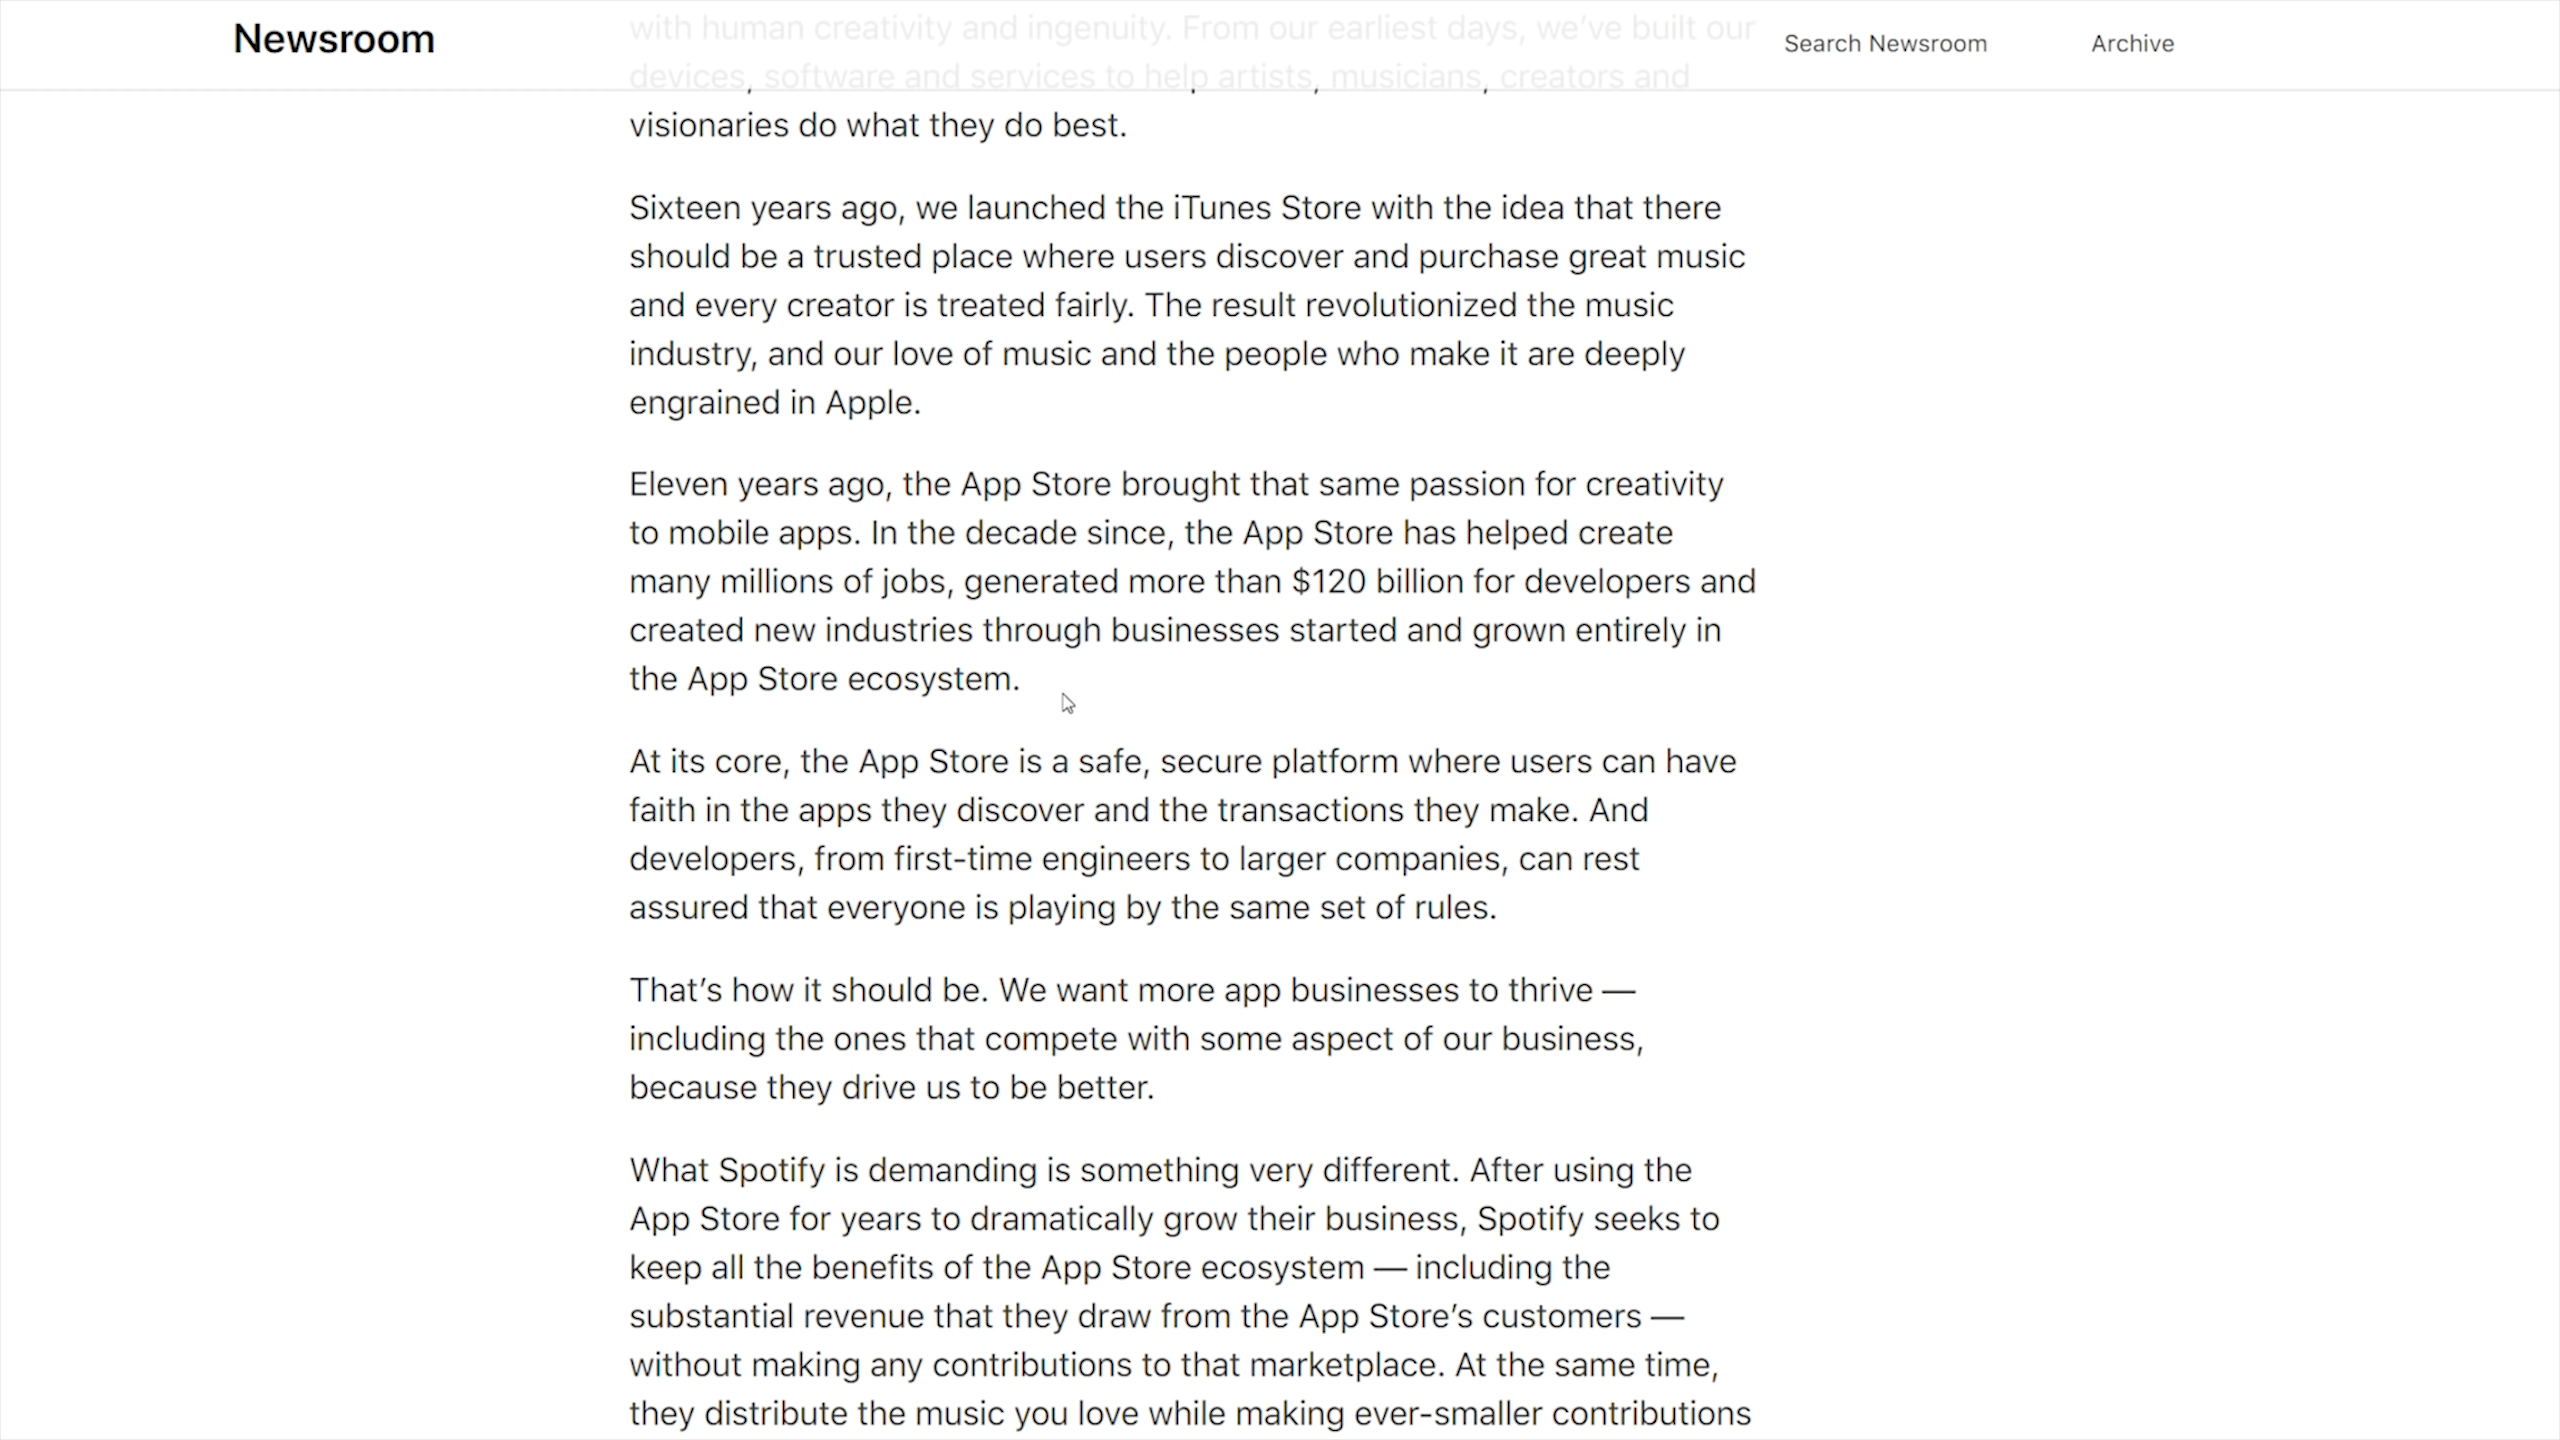 Newsroom
Search Newsroom
Archive
with human creativity and ingenuity. From our earliest days, we’ve built our
devices, software and services to help artists, musicians, creators and
visionaries do what they do best.
Sixteen years ago, we launched the iTunes Store with the idea that there
should be a trusted place where users discover and purchase great music
and every creator is treated fairly. The result revolutionized the music
industry, and our love of music and the people who make it are deeply
engrained in Apple.
Eleven years ago, the App Store brought that same passion for creativity
to mobile apps. In the decade since, the App Store has helped create
many millions of jobs, generated more than $120 billion for developers and
created new industries through businesses started and grown entirely in
the App Store ecosystem.
At its core, the App Store is a safe, secure platform where users can have
faith in the apps they discover and the transactions they make. And
developers, from first-time engineers to larger companies, can rest
assured that everyone is playing by the same set of rules.
That’s how it should be. We want more app businesses to thrive —
including the ones that compete with some aspect of our business,
because they drive us to be better.
What Spotify is demanding is something very different. After using the
App Store for years to dramatically grow their business, Spotify seeks to
keep all the benefits of the App Store ecosystem — including the
substantial revenue that they draw from the App Store’s customers —
without making any contributions to that marketplace. At the same time,
they distribute the music you love while making ever-smaller contributions